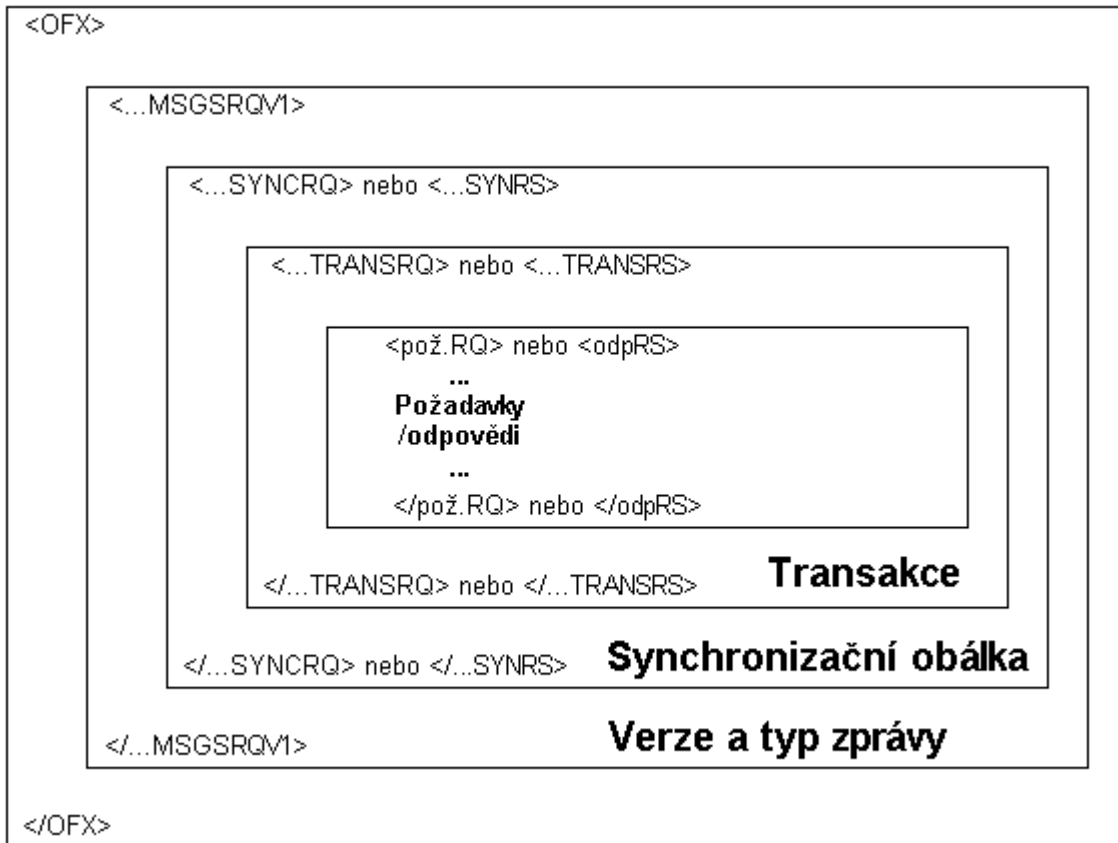 <OFX>
<...MSGSRQV1>
<...SYNCRQ> nebo <...SYNRS>
<...TRANSRQ> nebo <...TRANSRS>
<pož.RQ> nebo <odpRS>
...
Požadavky
/odpovědi
...
</pož.RQ> nebo </odpRS>
Transakce
</...TRANSRQ> nebo </...TRANSRS>
</...SYNCRQ> nebo </...SYNRS> Synchronizační obálka
</...MSGSRQV1> Verze a typ zprávy
</OFX>